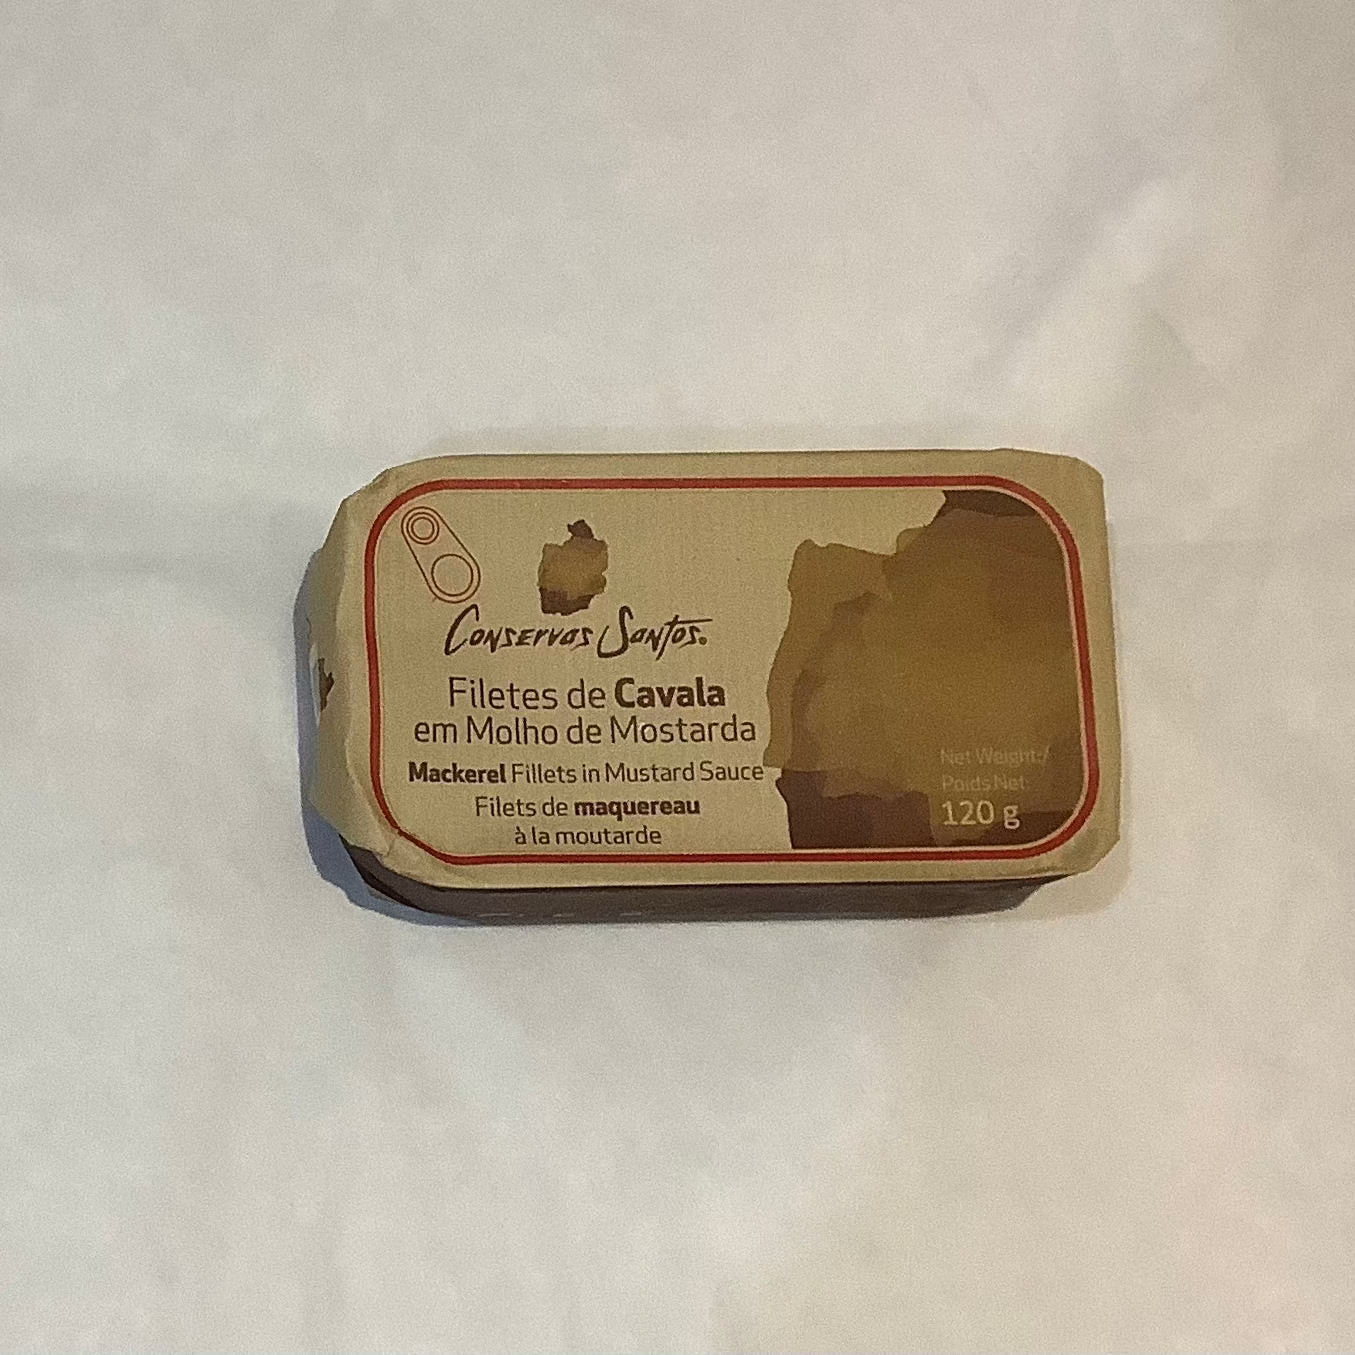 Conservas Santos.
Filetes de Cavala
em Molho de Mostarda
Mackerel Fillets in Mustard Sauce
Filets de maquereau
à la moutarde
Net Weight:/
Poids Net:
120 g